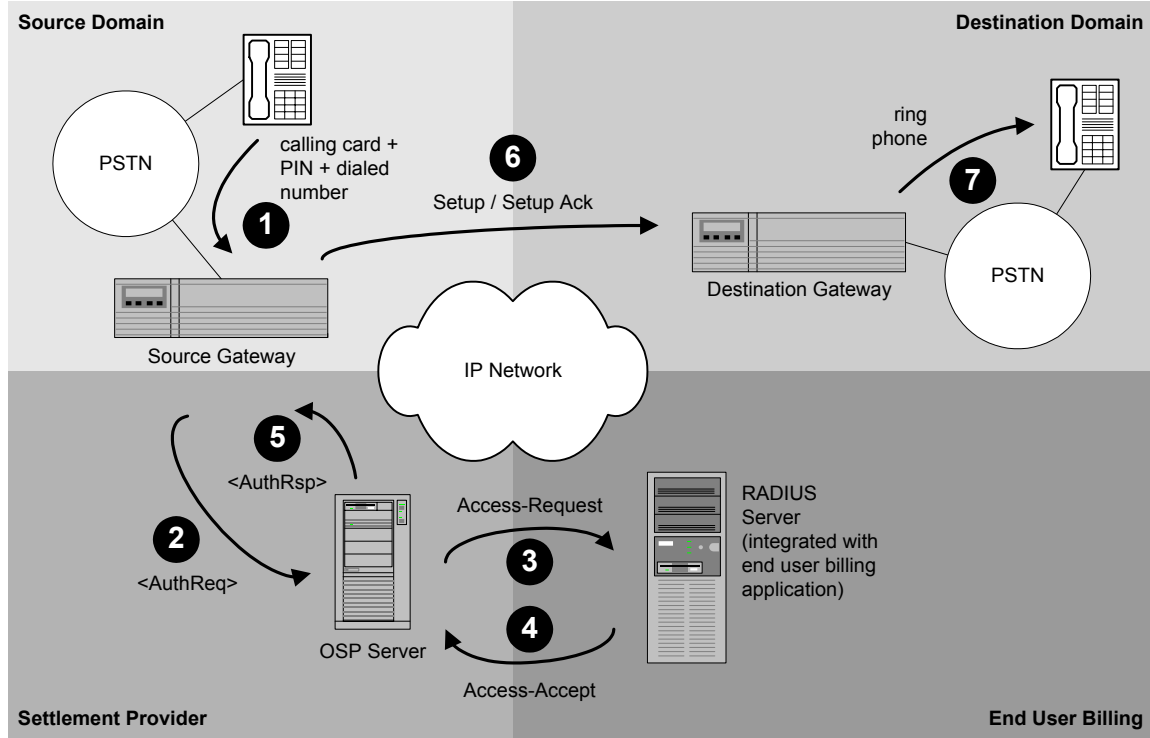 Source Domain
Destination Domain
PSTN
calling card +
PIN + dialed
number
1
Source Gateway
6
Setup / Setup Ack
ring
phone
7
Destination Gateway
PSTN
IP Network
5
<AuthRsp>
2
<AuthReq>
OSP Server
Access-Request
3
4
Access-Accept
RADIUS
Server
(integrated with
end user billing
application)
Settlement Provider
End User Billing